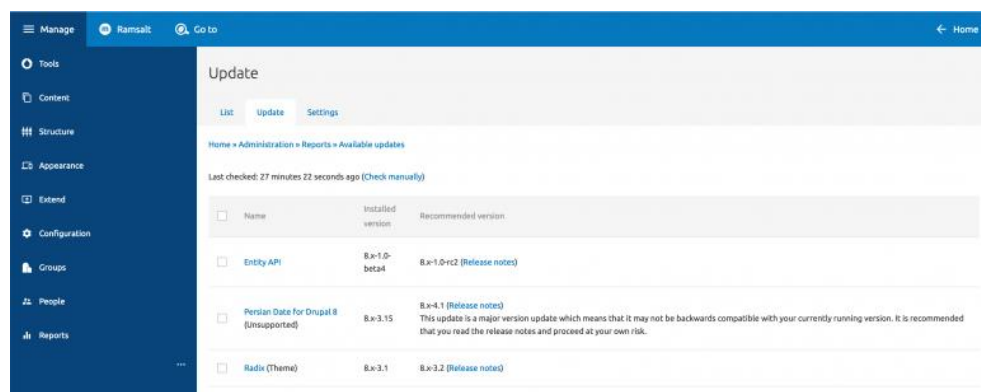 Manage Ramsalt Go to Home
Tools
Content
Structure
Appearance
Extend
Configuration
Groups
People
Reports
...
Update
List Update Settings
Home » Administration » Reports » Available updates
Last checked: 27 minutes 22 seconds ago (Check manually)
Name Installed version Recommended version
Entity API 8.x-1.0-beta4 8.x-1.0-rc2 (Release notes)
Persian Date for Drupal 8 (Unsupported) 8.x-3.15 8.x-4.1 (Release notes)
This update is a major version update which means that it may not be backwards compatible with your currently running version. It is recommended
that you read the release notes and proceed at your own risk.
Radix (Theme) 8.x-3.1 8.x-3.2 (Release notes)